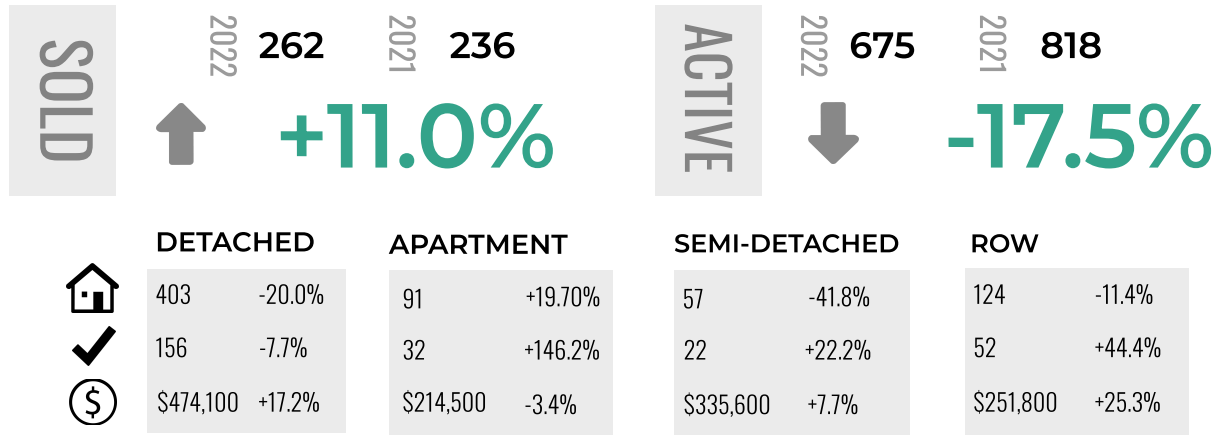 SOLD
2022 262 2021 236
+11.0%
ACTIVE
2022 675 2021 818
-17.5%
DETACHED
403 -20.0%
156 -7.7%
$474,100 +17.2%
APARTMENT
91 +19.70%
32 +146.2%
$214,500 -3.4%
SEMI-DETACHED
57 -41.8%
22 +22.2%
$335,600 +7.7%
ROW
124 -11.4%
52 +44.4%
$251,800 +25.3%